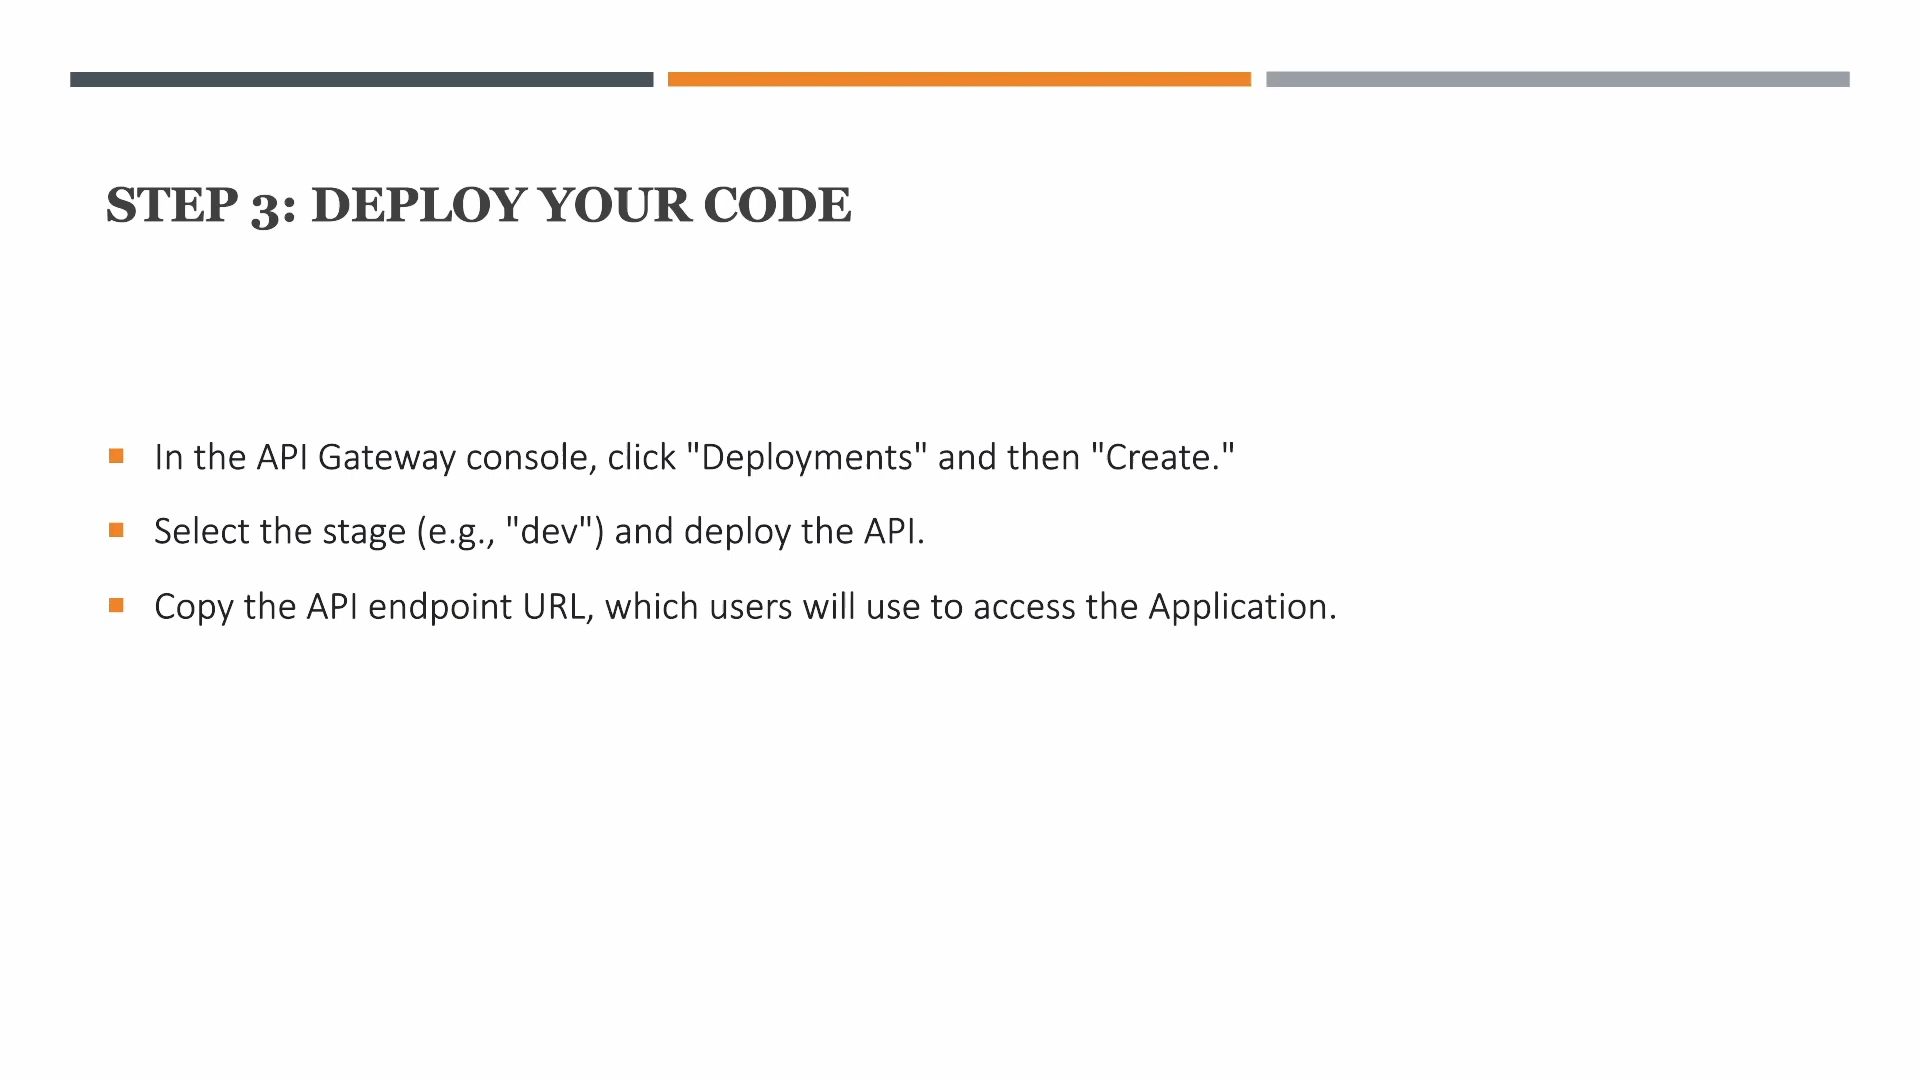 STEP 3: DEPLOY YOUR CODE
In the API Gateway console, click "Deployments" and then "Create."
Select the stage (e.g., "dev") and deploy the API.
Copy the API endpoint URL, which users will use to access the Application.